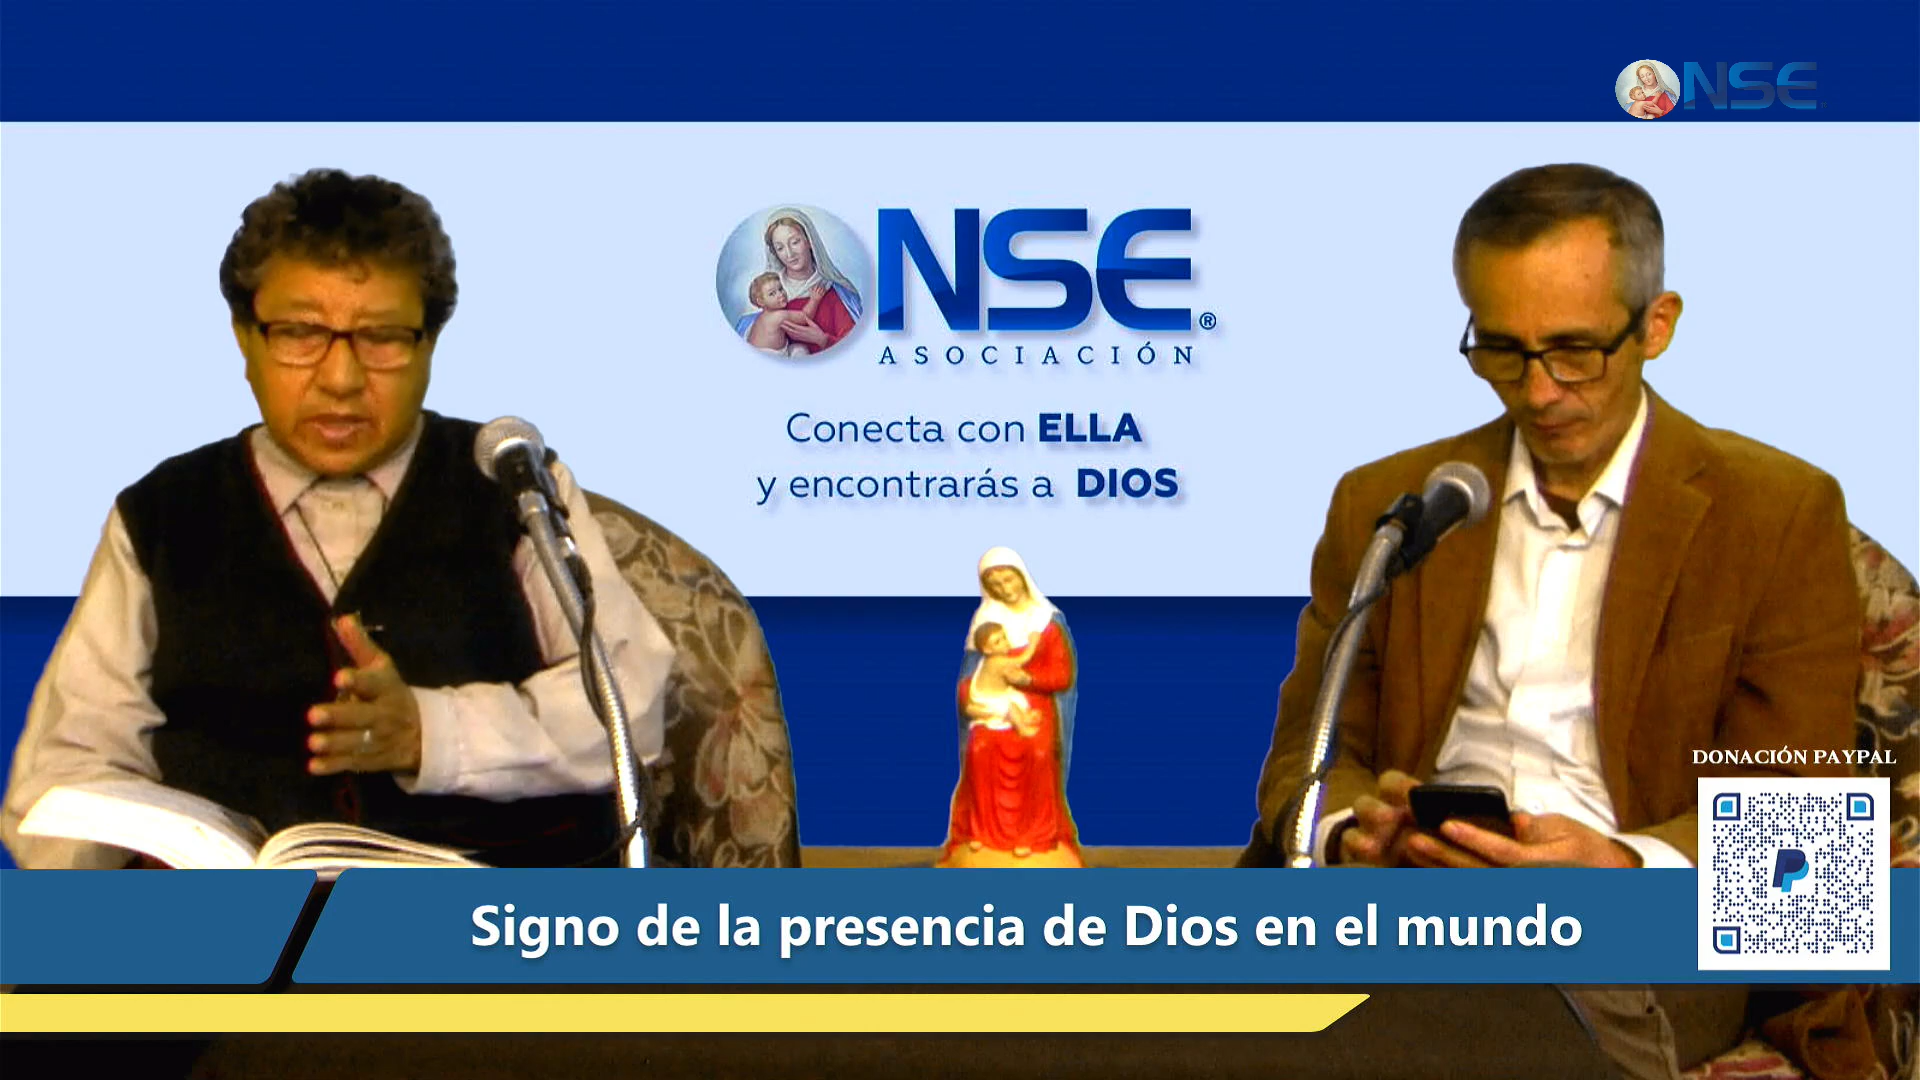 NSE
NSE®
ASOCIACIÓN
Conecta con ELLA
y encontrarás a DIOS
DONACIÓN PAYPAL
Signo de la presencia de Dios en el mundo